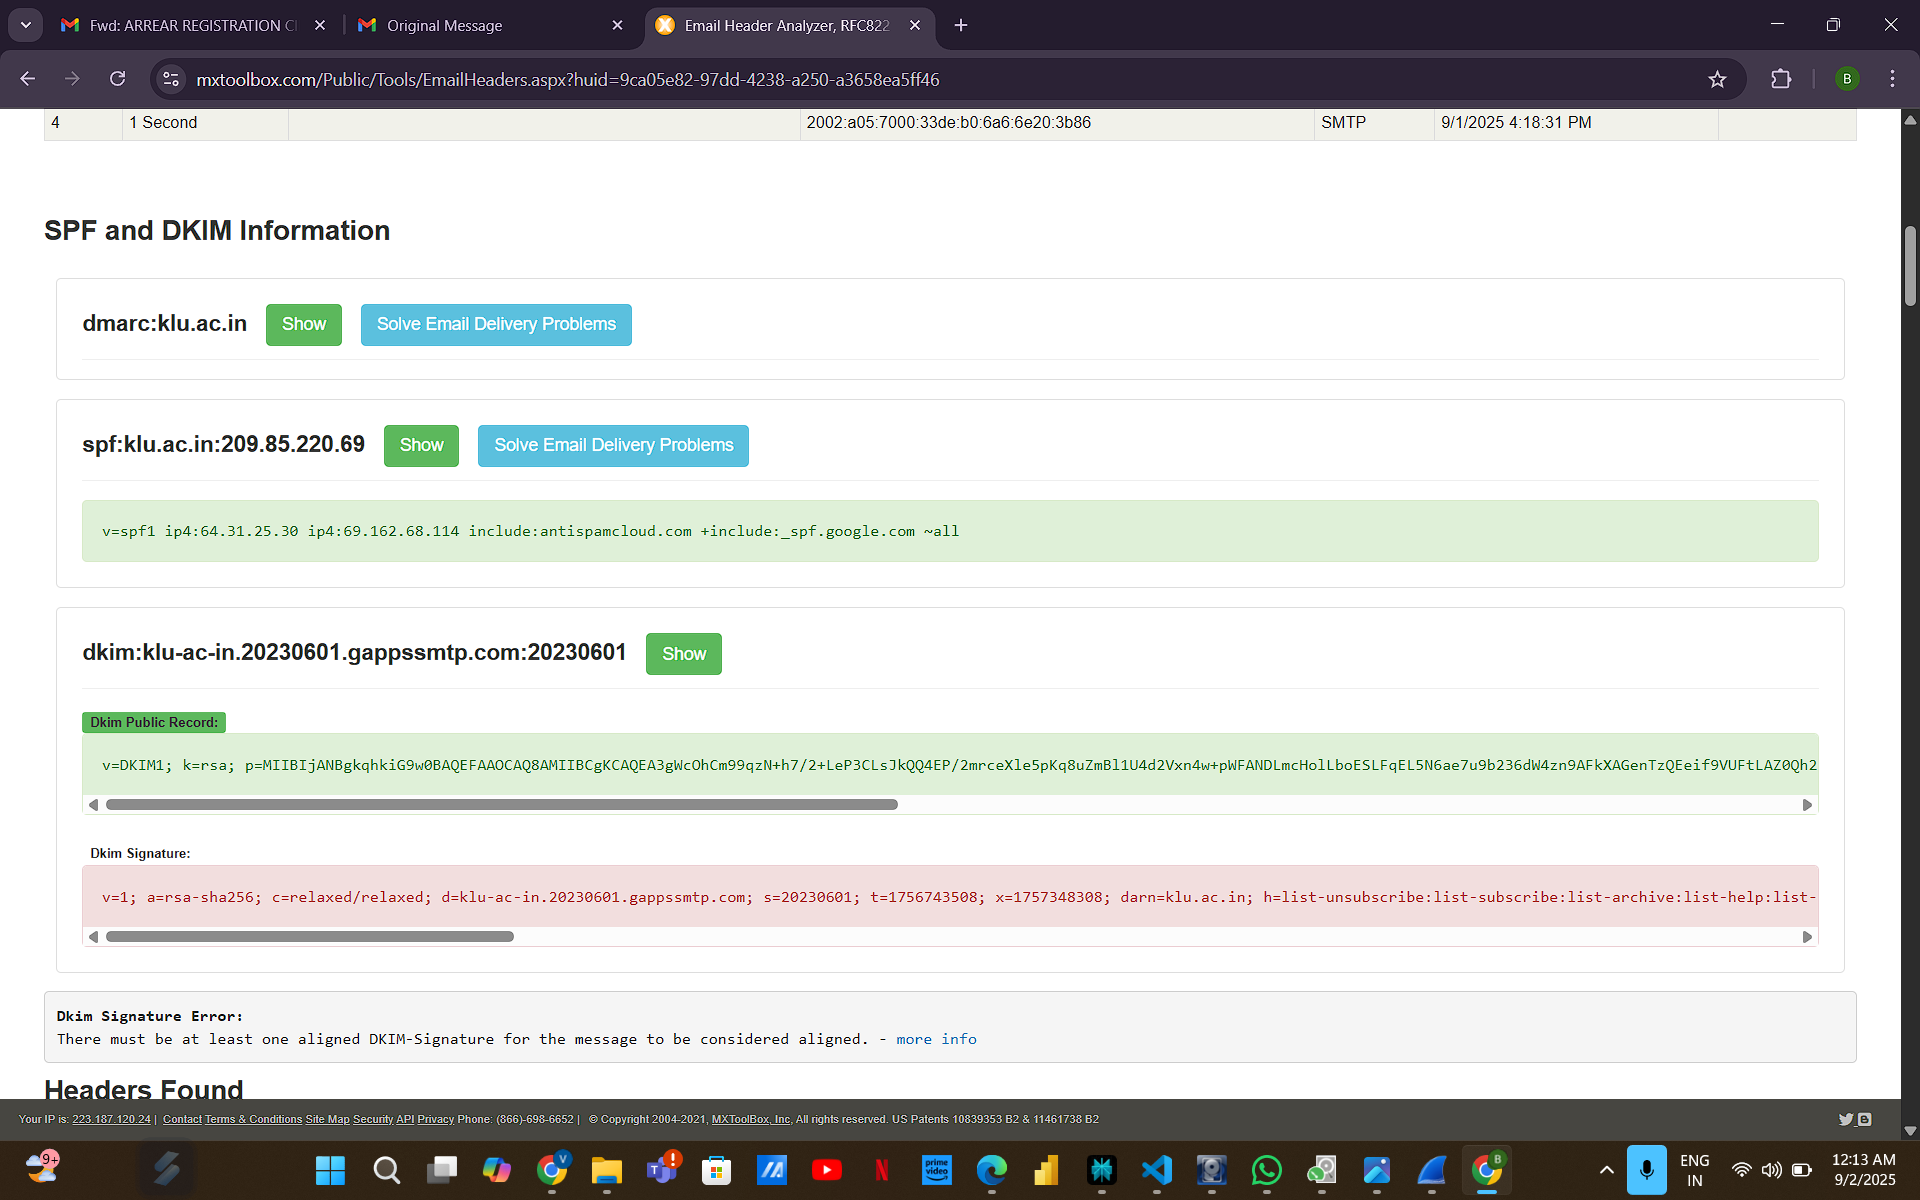 Fwd: ARREAR REGISTRATION CI
Original Message
Email Header Analyzer, RFC822
mxtoolbox.com/Public/Tools/EmailHeaders.aspx?huid=9ca05e82-97dd-4238-a250-a3658ea5ff46
B
4 1 Second 2002:a05:7000:33de:b0:6a6:6e20:3b86 SMTP 9/1/2025 4:18:31 PM
SPF and DKIM Information
dmarc:klu.ac.in Show Solve Email Delivery Problems
spf:klu.ac.in:209.85.220.69 Show Solve Email Delivery Problems
v=spf1 ip4:64.31.25.30 ip4:69.162.68.114 include:antispamcloud.com +include:_spf.google.com ~all
dkim:klu-ac-in.20230601.gappssmtp.com:20230601 Show
Dkim Public Record:
v=DKIM1; k=rsa; p=MIIBIjANBgkqhkiG9w0BAQEFAAOCAQ8AMIIBCgKCAQEA3gWcOhCm99qzN+h7/2+LeP3CLsJkQQ4EP/2mrceXle5pKq8uZmBl1U4d2Vxn4w+pWFANDLmcHolLboESLFqEL5N6ae7u9b236dW4zn9AFkXAGenTzQEeif9VUFtLAZ0Qh2
Dkim Signature:
v=1; a=rsa-sha256; c=relaxed/relaxed; d=klu-ac-in.20230601.gappssmtp.com; s=20230601; t=1756743508; x=1757348308; darn=klu.ac.in; h=list-unsubscribe:list-subscribe:list-archive:list-help:list-
Dkim Signature Error:
There must be at least one aligned DKIM-Signature for the message to be considered aligned. - more info
Headers Found
Your IP is: 223.187.120.24 | Contact Terms & Conditions Site Map Security API Privacy Phone: (866)-698-6652 | © Copyright 2004-2021, MXToolBox, Inc, All rights reserved. US Patents 10839353 B2 & 11461738 B2
9+
V
T
!
N
prime video
B
ENG
IN
12:13 AM
9/2/2025